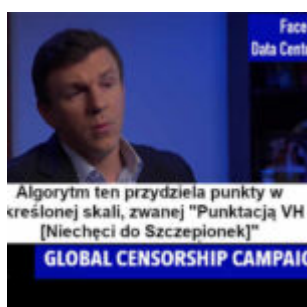 Face
Data Cent
Algorytm ten przydziela punkty w
kreślonej skali, zwanej "Punktacją VH
[Niechęci do Szczepionek]"
GLOBAL CENSORSHIP CAMPAIG